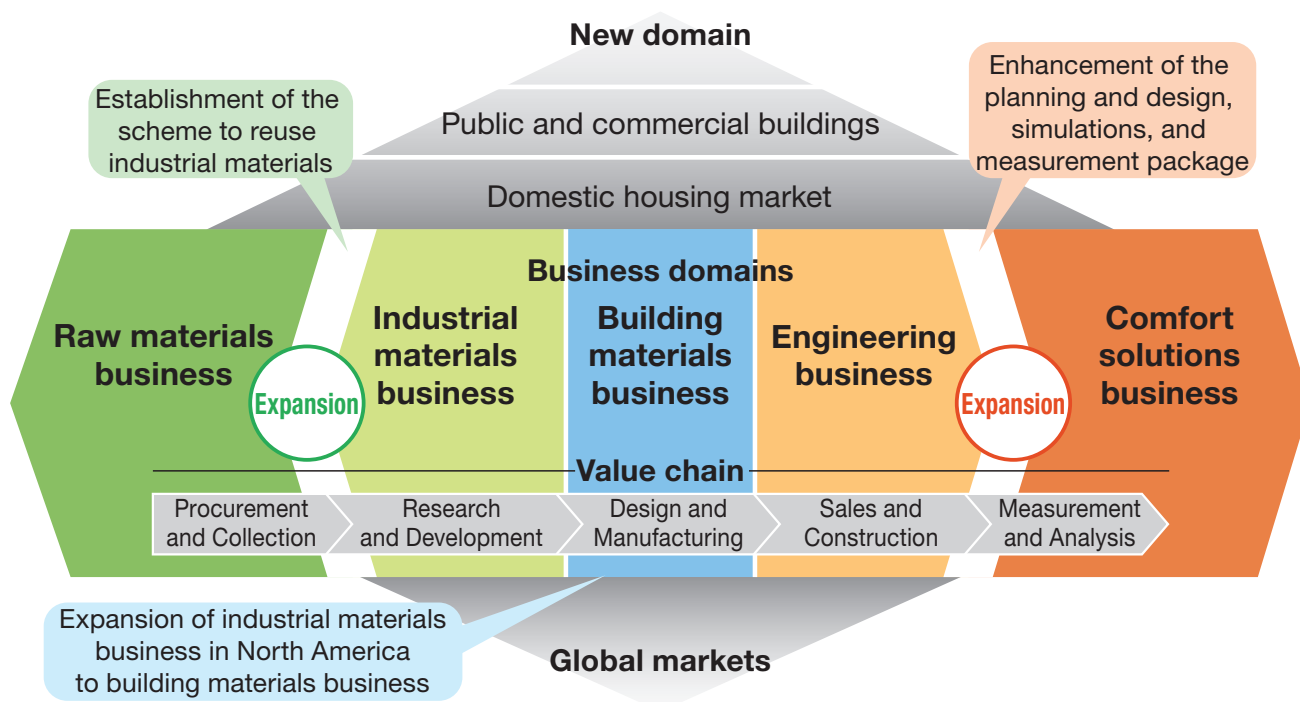 New domain
Establishment of the
scheme to reuse
industrial materials
Enhancement of the
planning and design,
simulations, and
measurement package
Public and commercial buildings
Domestic housing market
Business domains
Raw materials
business
Industrial
materials
business
Building
materials
business
Engineering
business
Comfort
solutions
business
Expansion
Expansion
Value chain
Procurement
and Collection
Research
and Development
Design and
Manufacturing
Sales and
Construction
Measurement
and Analysis
Expansion of industrial materials
business in North America
to building materials business
Global markets